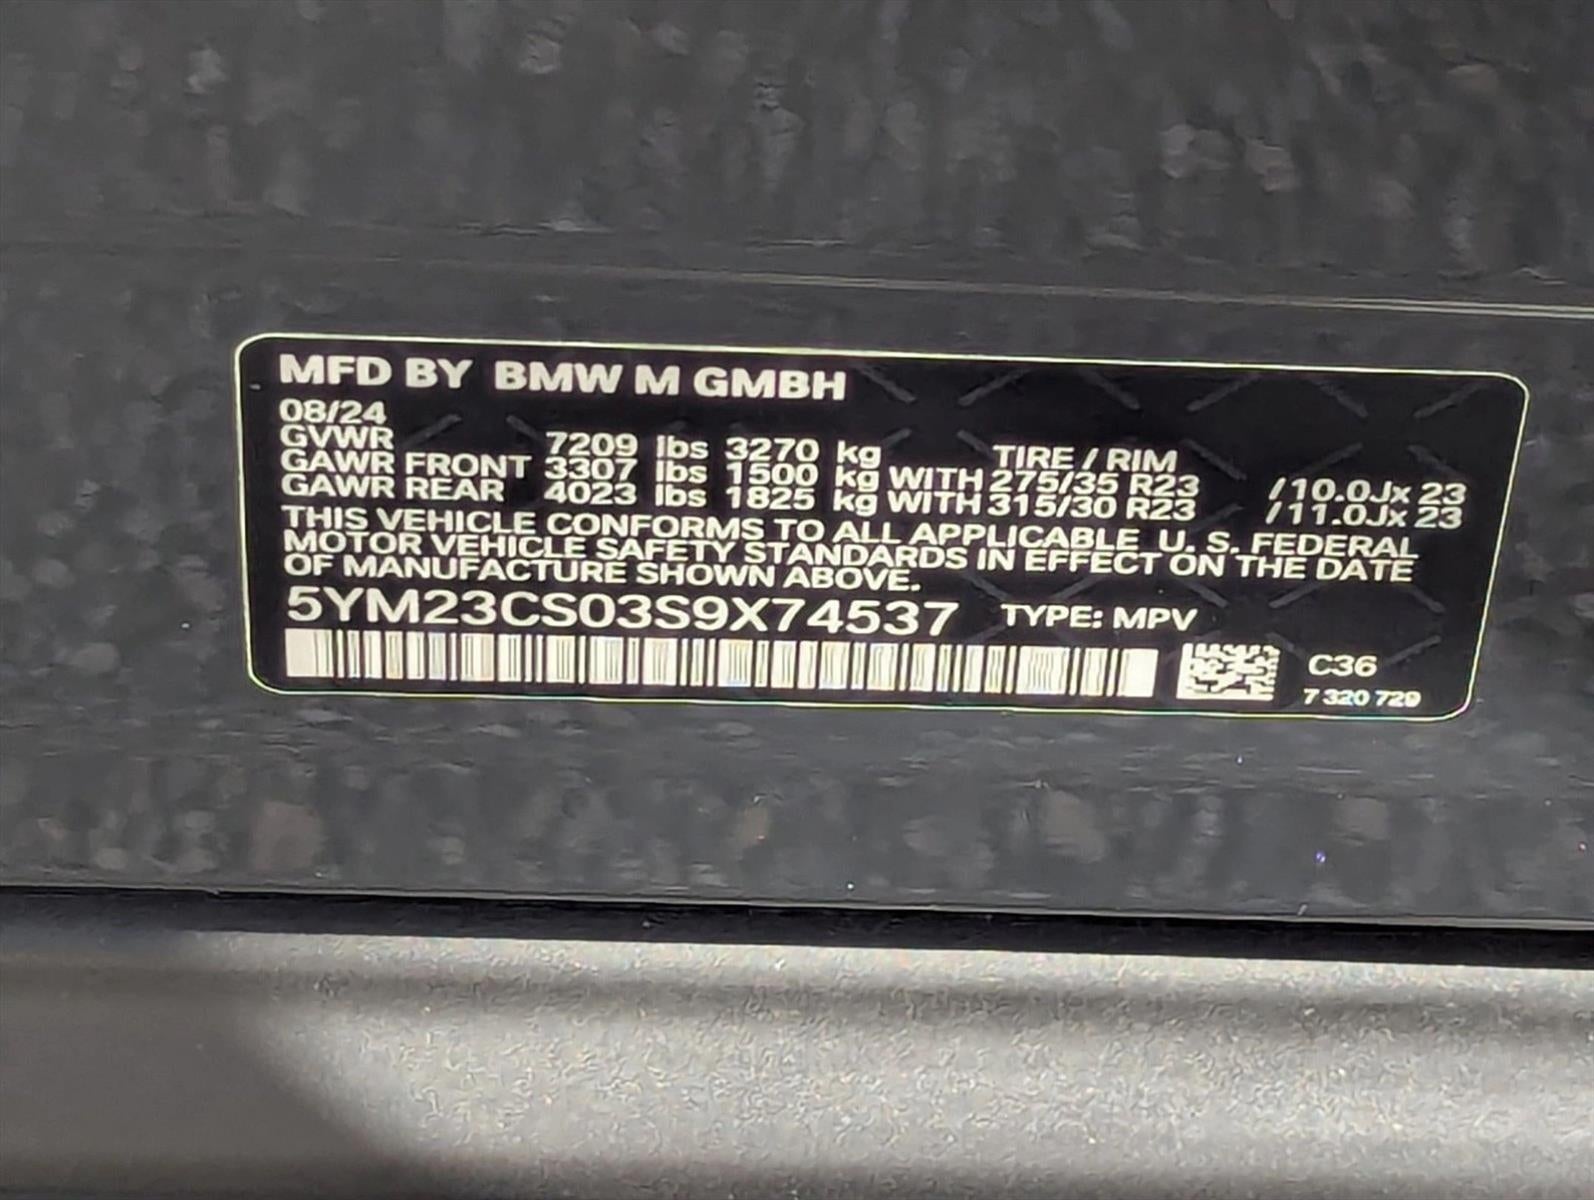 MFD BY BMW M GMBH
08/24
GVWR 7209 lbs 3270 kg TIRE / RIM
GAWR FRONT 3307 lbs 1500 kg WITH 275/35 R23 /10.0Jx 23
GAWR REAR 4023 lbs 1825 kg WITH 315/30 R23 /11.0Jx 23
THIS VEHICLE CONFORMS TO ALL APPLICABLE U. S. FEDERAL
MOTOR VEHICLE SAFETY STANDARDS IN EFFECT ON THE DATE
OF MANUFACTURE SHOWN ABOVE.
5YM23CS03S9X74537 TYPE: MPV
C36
7 320 729